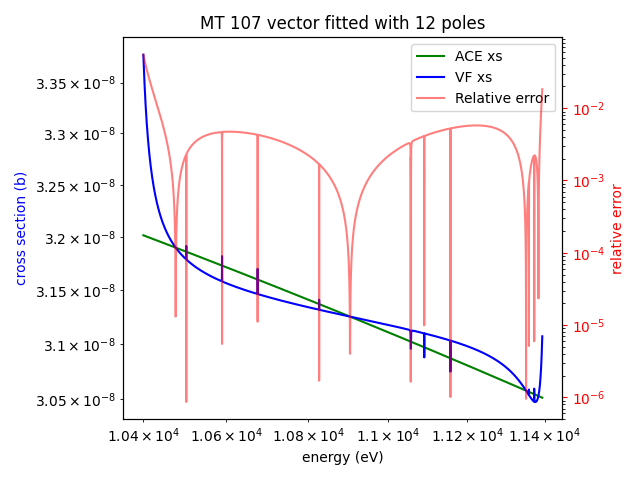 MT 107 vector fitted with 12 poles
ACE xs
VF xs
Relative error
cross section (b)
3.35 × 10⁻⁸
3.3 × 10⁻⁸
3.25 × 10⁻⁸
3.2 × 10⁻⁸
3.15 × 10⁻⁸
3.1 × 10⁻⁸
3.05 × 10⁻⁸
10⁻²
10⁻³
10⁻⁴
10⁻⁵
10⁻⁶
relative error
1.04 × 10⁴ 1.06 × 10⁴ 1.08 × 10⁴ 1.1 × 10⁴ 1.12 × 10⁴ 1.14 × 10⁴
energy (eV)